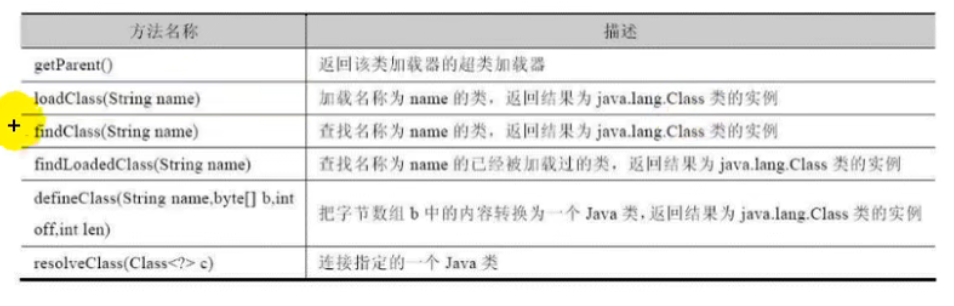 方法名称 描述
getParent() 返回该类加载器的超类加载器
loadClass(String name) 加载名称为 name 的类，返回结果为 java.lang.Class 类的实例
findClass(String name) 查找名称为 name 的类，返回结果为 java.lang.Class 类的实例
findLoadedClass(String name) 查找名称为 name 的已经被加载过的类，返回结果为 java.lang.Class 类的实例
defineClass(String name,byte[] b,int
off,int len)
把字节数组 b 中的内容转换为一个 Java 类,返回结果为 java.lang.Class 类的实例
resolveClass(Class<?> c) 连接指定的一个 Java 类